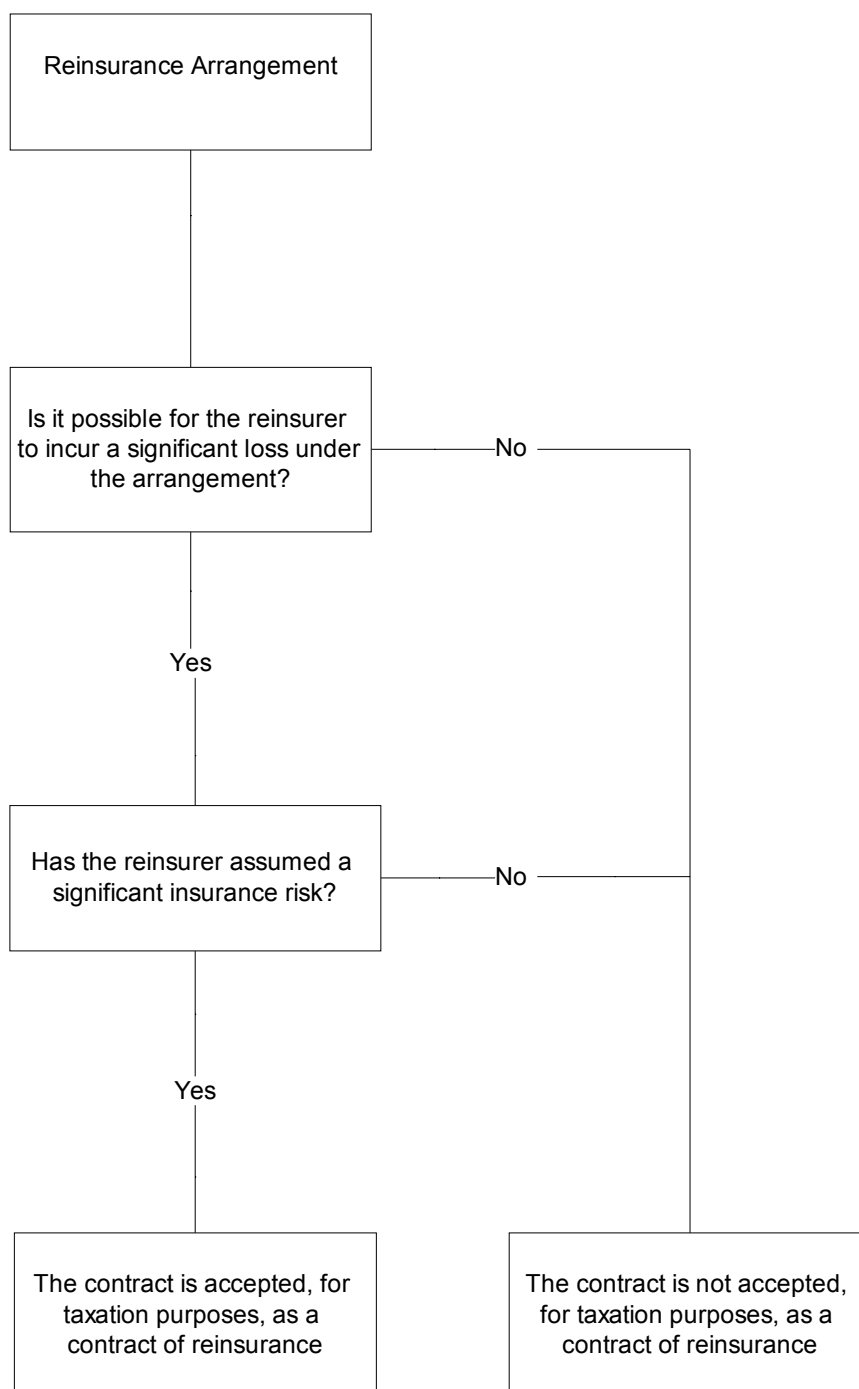 Reinsurance Arrangement
Is it possible for the reinsurer
to incur a significant loss under
the arrangement?
No
Yes
Has the reinsurer assumed a
significant insurance risk?
No
Yes
The contract is accepted, for
taxation purposes, as a
contract of reinsurance
The contract is not accepted,
for taxation purposes, as a
contract of reinsurance